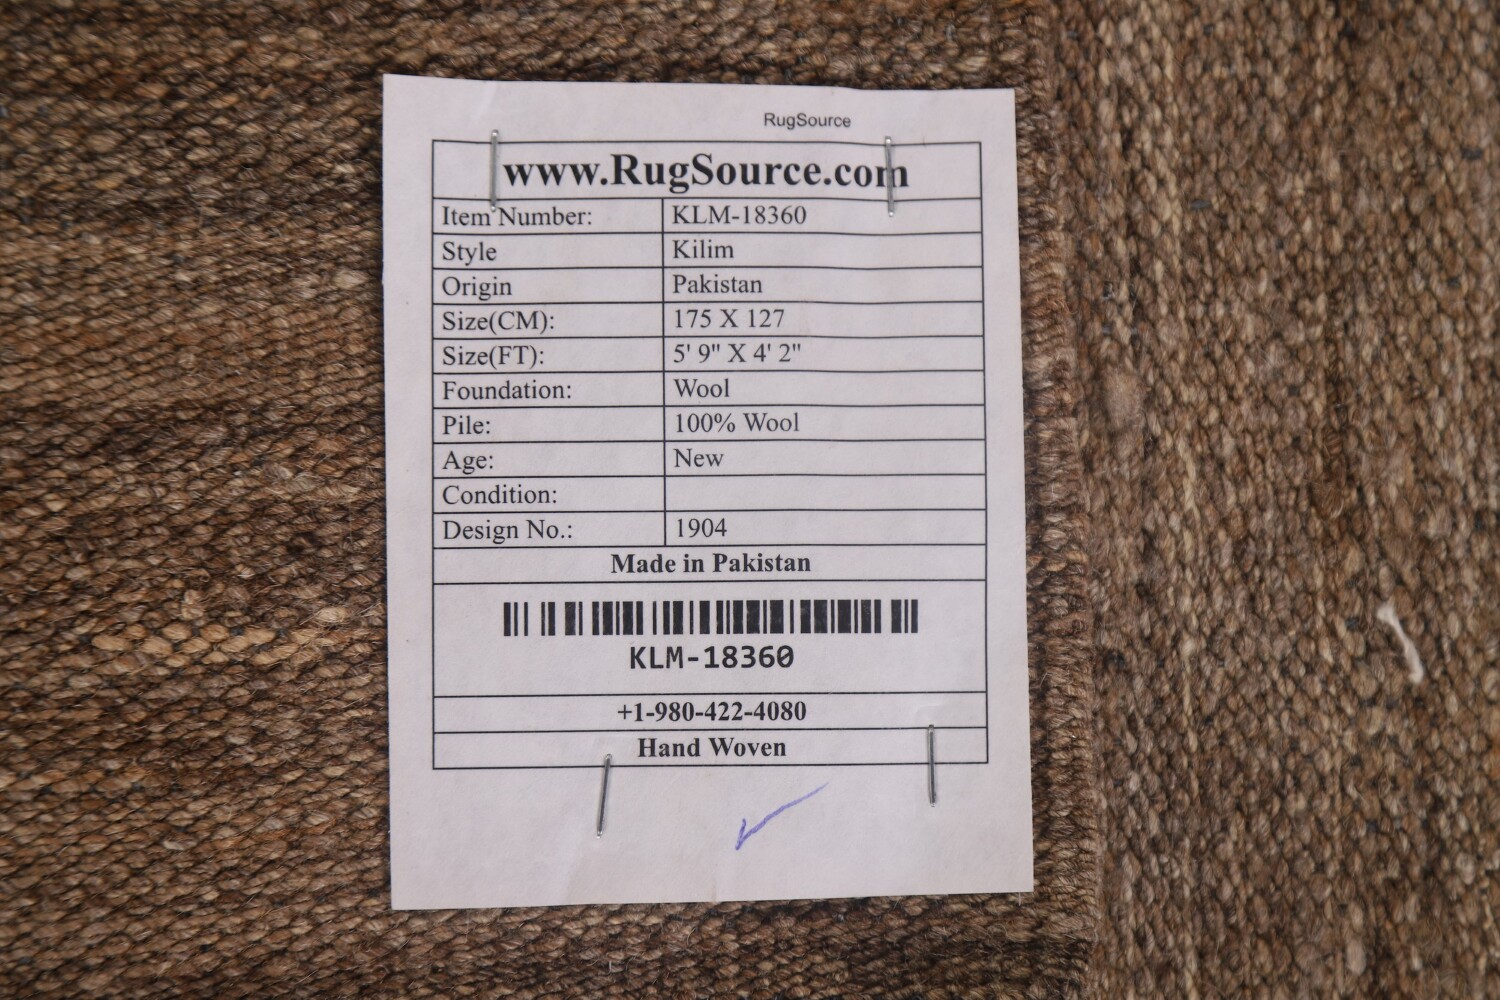 RugSource
www.RugSource.com
Item Number: KLM-18360
Style Kilim
Origin Pakistan
Size(CM): 175 X 127
Size(FT): 5' 9" X 4' 2"
Foundation: Wool
Pile: 100% Wool
Age: New
Condition:
Design No.: 1904
Made in Pakistan
KLM-18360
+1-980-422-4080
Hand Woven